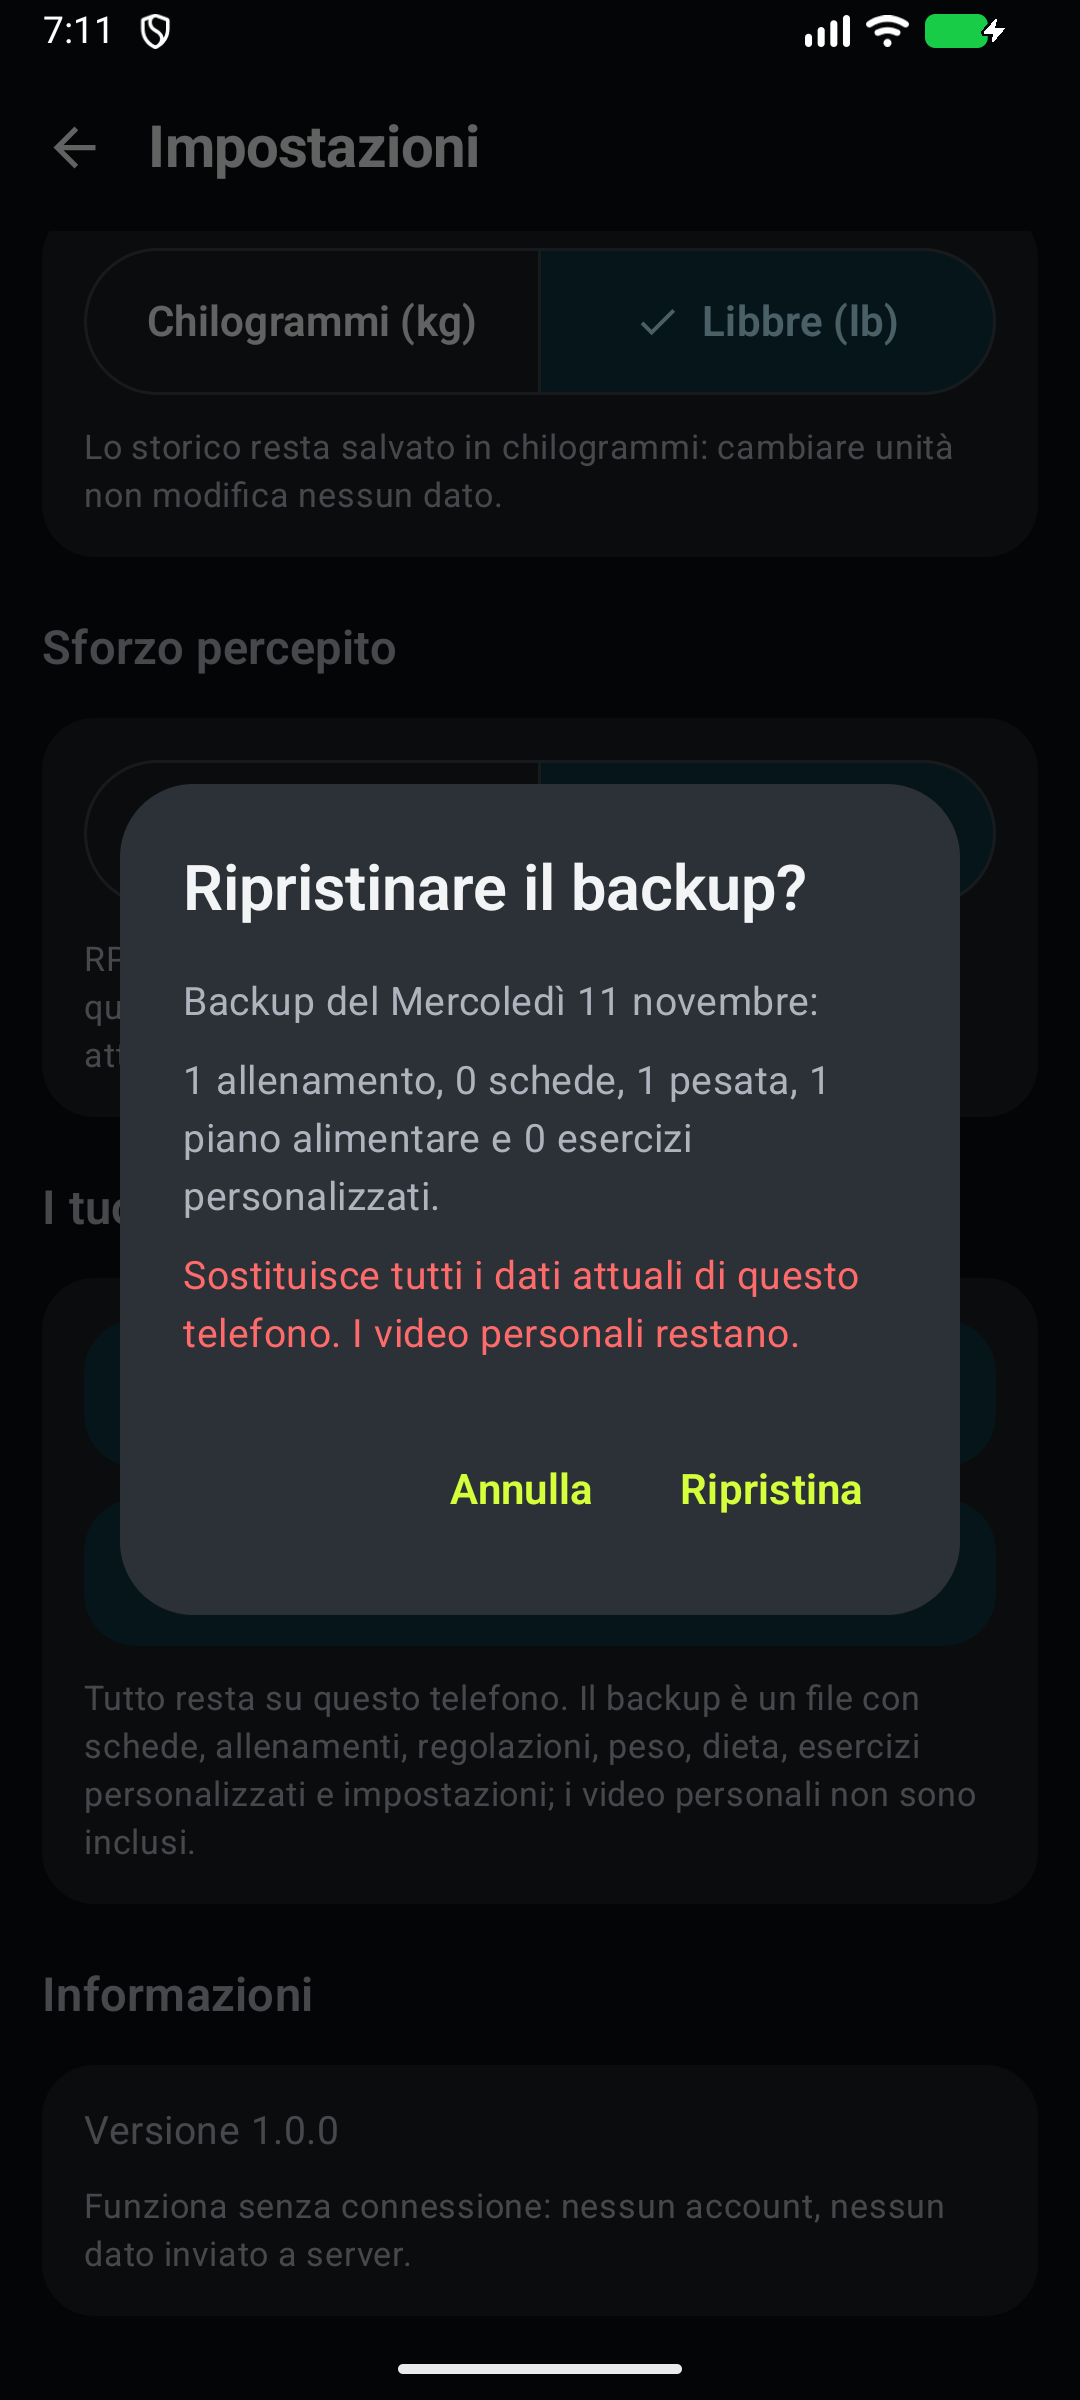 7:11
Impostazioni
Chilogrammi (kg)
Libbre (lb)
Lo storico resta salvato in chilogrammi: cambiare unità
non modifica nessun dato.
Sforzo percepito
Ripristinare il backup?
Backup del Mercoledì 11 novembre:
1 allenamento, 0 schede, 1 pesata, 1
piano alimentare e 0 esercizi
personalizzati.
Sostituisce tutti i dati attuali di questo
telefono. I video personali restano.
Annulla
Ripristina
Tutto resta su questo telefono. Il backup è un file con
schede, allenamenti, regolazioni, peso, dieta, esercizi
personalizzati e impostazioni; i video personali non sono
inclusi.
Informazioni
Versione 1.0.0
Funziona senza connessione: nessun account, nessun
dato inviato a server.